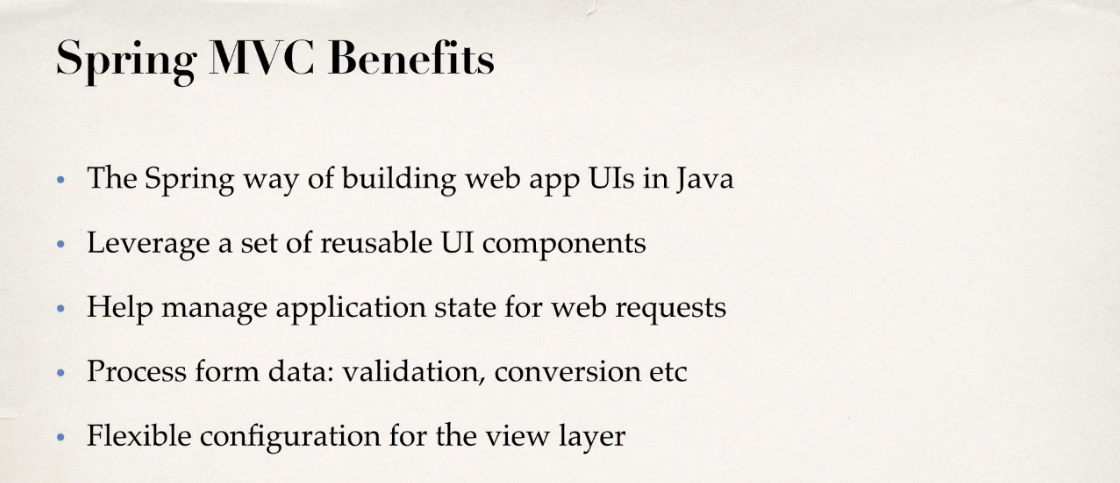 Spring MVC Benefits
• The Spring way of building web app UIs in Java
• Leverage a set of reusable UI components
• Help manage application state for web requests
• Process form data: validation, conversion etc
• Flexible configuration for the view layer